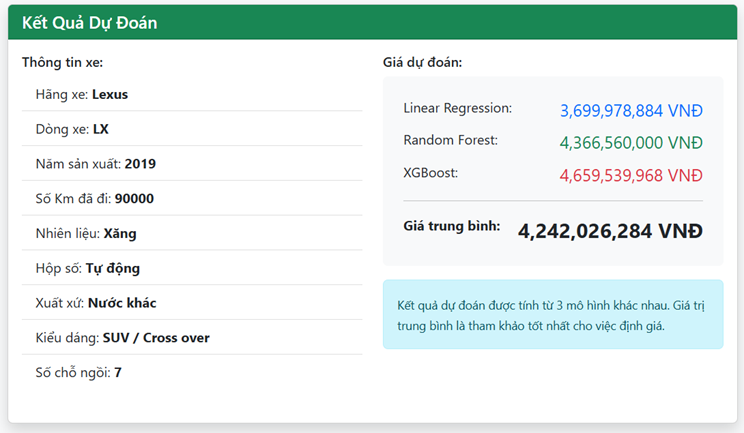 Kết Quả Dự Đoán
Thông tin xe:
Hãng xe: Lexus
Dòng xe: LX
Năm sản xuất: 2019
Số Km đã đi: 90000
Nhiên liệu: Xăng
Hộp số: Tự động
Xuất xứ: Nước khác
Kiểu dáng: SUV / Cross over
Số chỗ ngồi: 7
Giá dự đoán:
Linear Regression: 3,699,978,884 VNĐ
Random Forest: 4,366,560,000 VNĐ
XGBoost: 4,659,539,968 VNĐ
Giá trung bình: 4,242,026,284 VNĐ
Kết quả dự đoán được tính từ 3 mô hình khác nhau. Giá trị
trung bình là tham khảo tốt nhất cho việc định giá.